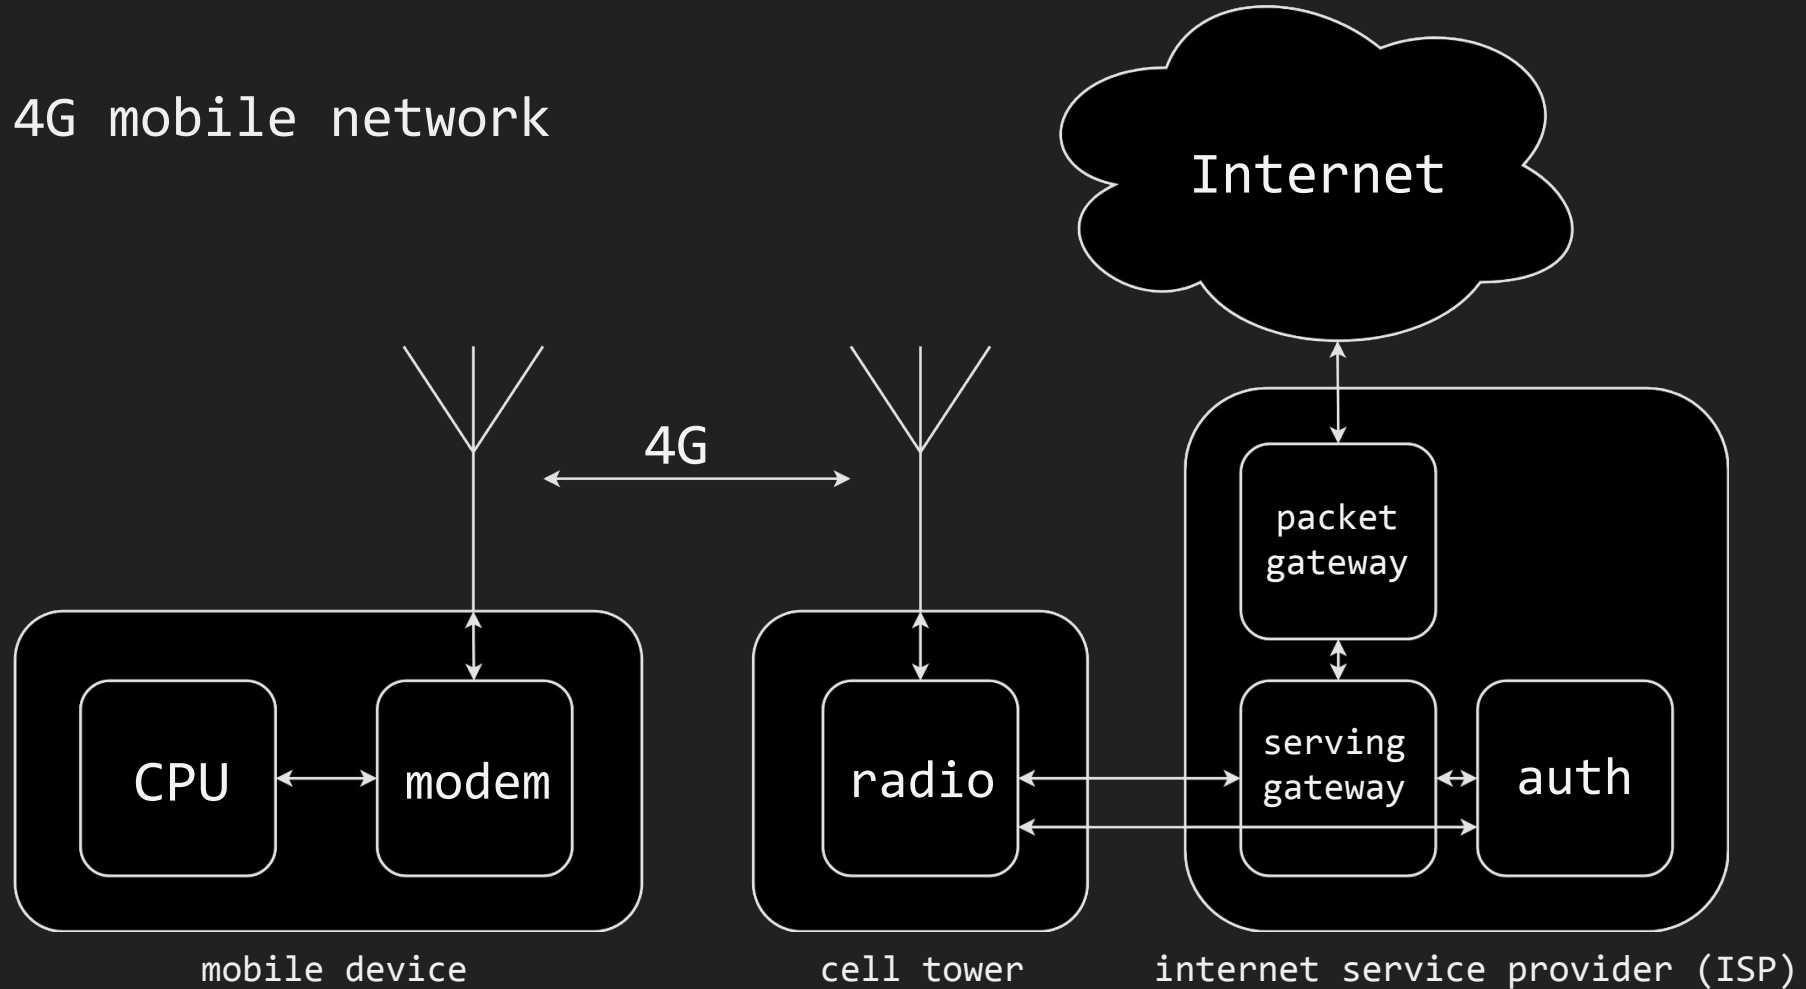 4G mobile network
Internet
4G
packet
gateway
CPU
modem
radio
serving
gateway
auth
mobile device
cell tower
internet service provider (ISP)